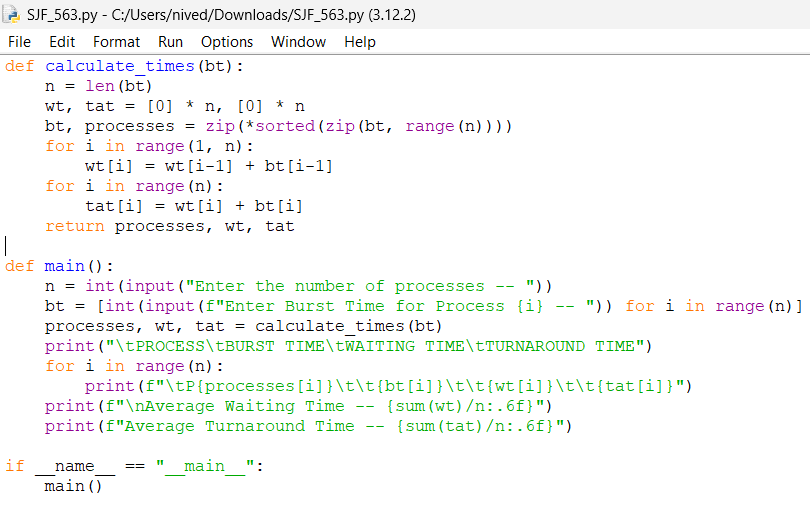 SJF_563.py - C:/Users/nived/Downloads/SJF_563.py (3.12.2)
File Edit Format Run Options Window Help
def calculate_times(bt):
    n = len(bt)
    wt, tat = [0] * n, [0] * n
    bt, processes = zip(*sorted(zip(bt, range(n))))
    for i in range(1, n):
        wt[i] = wt[i-1] + bt[i-1]
    for i in range(n):
        tat[i] = wt[i] + bt[i]
    return processes, wt, tat

def main():
    n = int(input("Enter the number of processes -- "))
    bt = [int(input(f"Enter Burst Time for Process {i} -- ")) for i in range(n)]
    processes, wt, tat = calculate_times(bt)
    print("\tPROCESS\tBURST TIME\tWAITING TIME\tTURNAROUND TIME")
    for i in range(n):
        print(f"\tP{processes[i]}\t\t{bt[i]}\t\t{wt[i]}\t\t{tat[i]}")
    print(f"\nAverage Waiting Time -- {sum(wt)/n:.6f}")
    print(f"Average Turnaround Time -- {sum(tat)/n:.6f}")

if __name__ == "__main__":
    main()